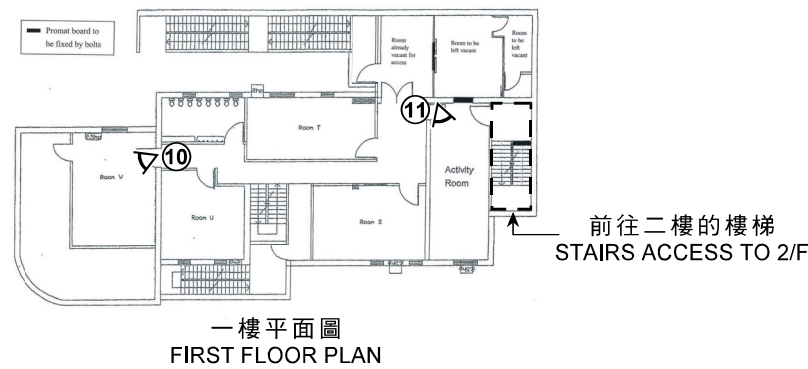 Promat board to
be fixed by bolts
Room
already
vacant for
access
Room to be
left vacant
Room
to be
left
vacant
Room T
11
10
Room V
Activity
Room
Room U
Room S
前往二樓的樓梯
STAIRS ACCESS TO 2/F
一樓平面圖
FIRST FLOOR PLAN